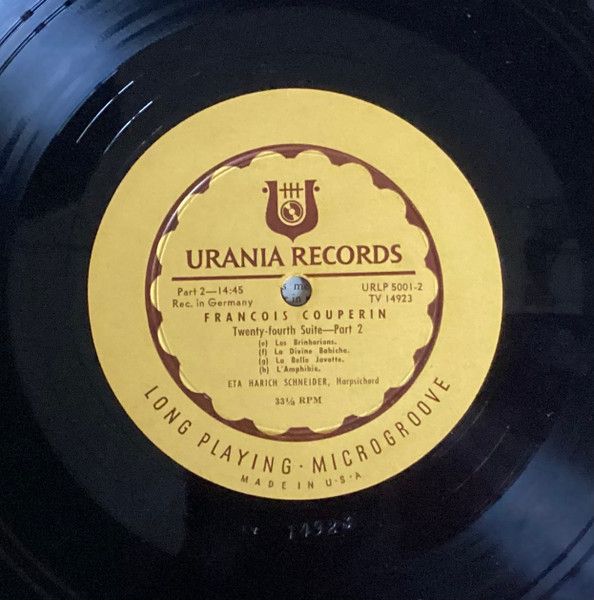 URANIA RECORDS
Part 2—14:45
Rec. in Germany
URLP 5001-2
TV 14923
FRANCOIS COUPERIN
Twenty-fourth Suite—Part 2
(e) Les Brinborions.
(f) La Divine Babiche.
(g) La Belle Javotte.
(h) L'Amphibie.
ETA HARICH SCHNEIDER, Harpsichord
33⅓ RPM
LONG PLAYING · MICROGROOVE
MADE IN U·S·A
14923